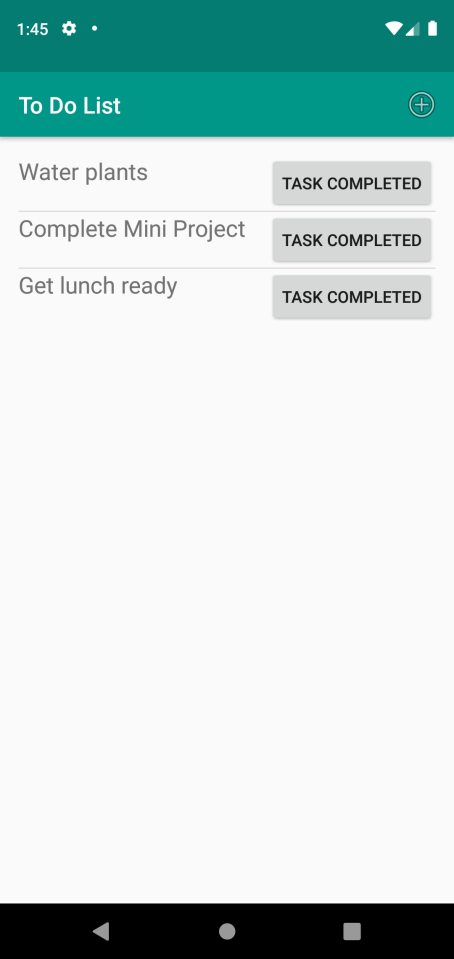 1:45
To Do List
Water plants
TASK COMPLETED
Complete Mini Project
TASK COMPLETED
Get lunch ready
TASK COMPLETED